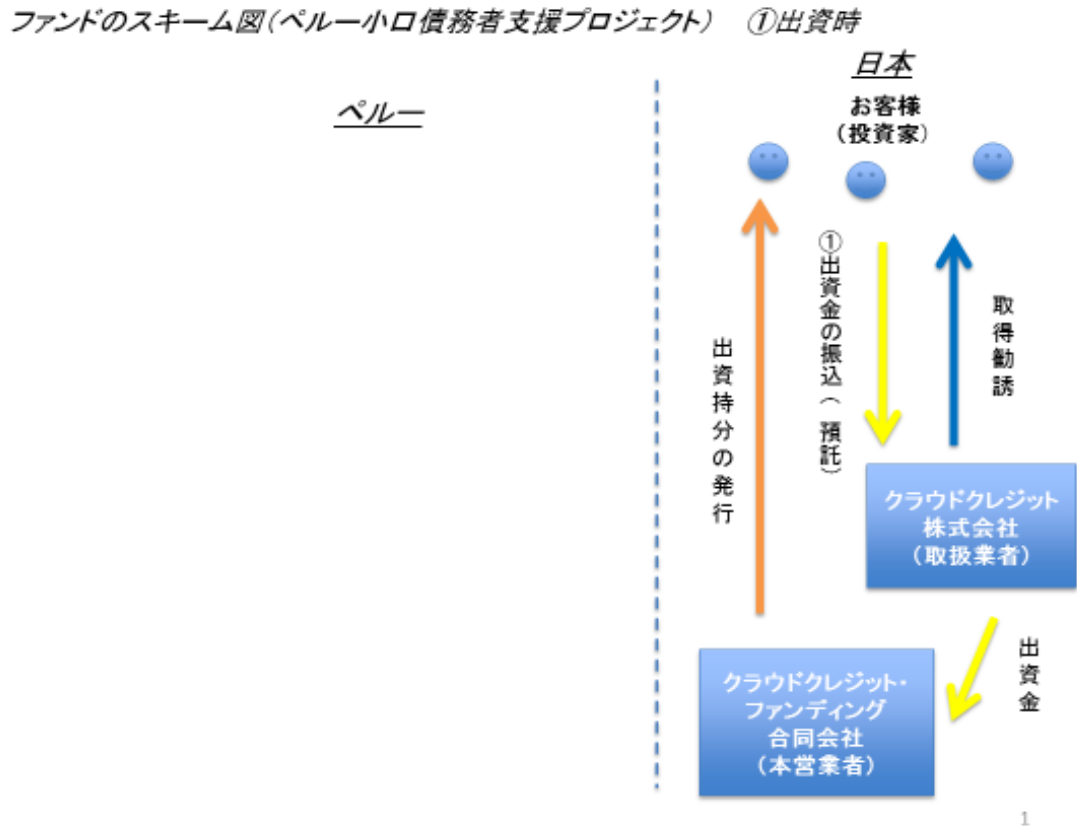 ファンドのスキーム図(ペルー小口債務者支援プロジェクト) ①出資時
ペルー
日本
お客様
(投資家)
出資持分の発行
①出資金の振込(預託)
取得勧誘
クラウドクレジット
株式会社
(取扱業者)
出資金
クラウドクレジット・
ファンディング
合同会社
(本営業者)
1